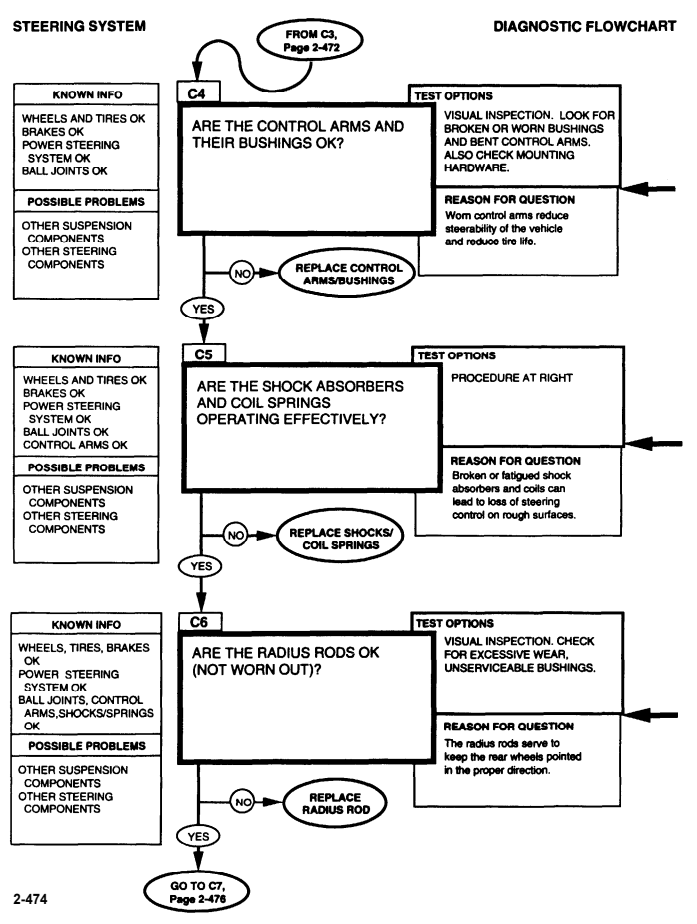 STEERING SYSTEM
DIAGNOSTIC FLOWCHART
FROM C3,
Page 2-472
KNOWN INFO
WHEELS AND TIRES OK
BRAKES OK
POWER STEERING
SYSTEM OK
BALL JOINTS OK
POSSIBLE PROBLEMS
OTHER SUSPENSION
COMPONENTS
OTHER STEERING
COMPONENTS
C4
ARE THE CONTROL ARMS AND
THEIR BUSHINGS OK?
TEST OPTIONS
VISUAL INSPECTION. LOOK FOR
BROKEN OR WORN BUSHINGS
AND BENT CONTROL ARMS.
ALSO CHECK MOUNTING
HARDWARE.
REASON FOR QUESTION
Worn control arms reduce
steerability of the vehicle
and reduce tire life.
NO
REPLACE CONTROL
ARMS/BUSHINGS
YES
KNOWN INFO
WHEELS AND TIRES OK
BRAKES OK
POWER STEERING
SYSTEM OK
BALL JOINTS OK
CONTROL ARMS OK
POSSIBLE PROBLEMS
OTHER SUSPENSION
COMPONENTS
OTHER STEERING
COMPONENTS
C5
ARE THE SHOCK ABSORBERS
AND COIL SPRINGS
OPERATING EFFECTIVELY?
TEST OPTIONS
PROCEDURE AT RIGHT
REASON FOR QUESTION
Broken or fatigued shock
absorbers and coils can
lead to loss of steering
control on rough surfaces.
NO
REPLACE SHOCKS/
COIL SPRINGS
YES
KNOWN INFO
WHEELS, TIRES, BRAKES
OK
POWER STEERING
SYSTEM OK
BALL JOINTS, CONTROL
ARMS,SHOCKS/SPRINGS
OK
POSSIBLE PROBLEMS
OTHER SUSPENSION
COMPONENTS
OTHER STEERING
COMPONENTS
C6
ARE THE RADIUS RODS OK
(NOT WORN OUT)?
TEST OPTIONS
VISUAL INSPECTION. CHECK
FOR EXCESSIVE WEAR,
UNSERVICEABLE BUSHINGS.
REASON FOR QUESTION
The radius rods serve to
keep the rear wheels pointed
in the proper direction.
NO
REPLACE
RADIUS ROD
YES
GO TO C7,
Page 2-476
2-474